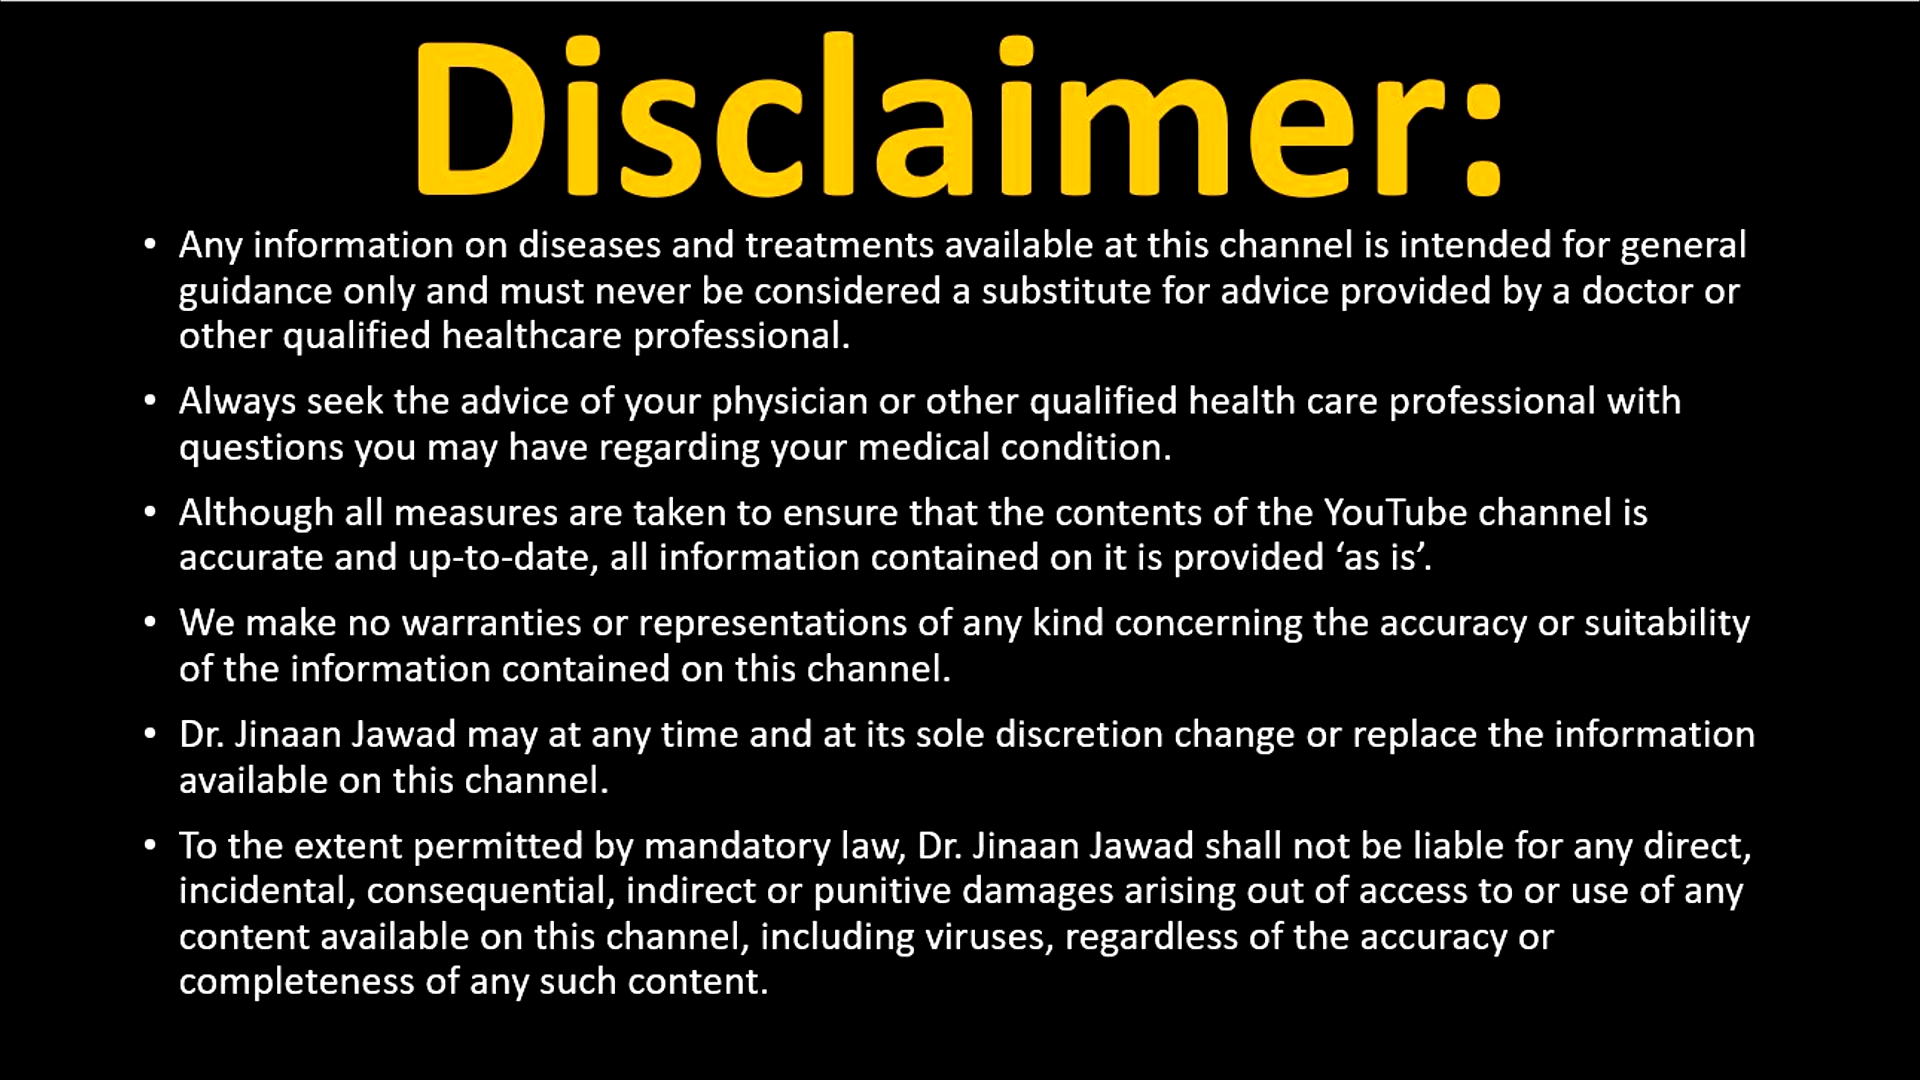 Disclaimer:
• Any information on diseases and treatments available at this channel is intended for general
guidance only and must never be considered a substitute for advice provided by a doctor or
other qualified healthcare professional.
• Always seek the advice of your physician or other qualified health care professional with
questions you may have regarding your medical condition.
• Although all measures are taken to ensure that the contents of the YouTube channel is
accurate and up-to-date, all information contained on it is provided ‘as is’.
• We make no warranties or representations of any kind concerning the accuracy or suitability
of the information contained on this channel.
• Dr. Jinaan Jawad may at any time and at its sole discretion change or replace the information
available on this channel.
• To the extent permitted by mandatory law, Dr. Jinaan Jawad shall not be liable for any direct,
incidental, consequential, indirect or punitive damages arising out of access to or use of any
content available on this channel, including viruses, regardless of the accuracy or
completeness of any such content.